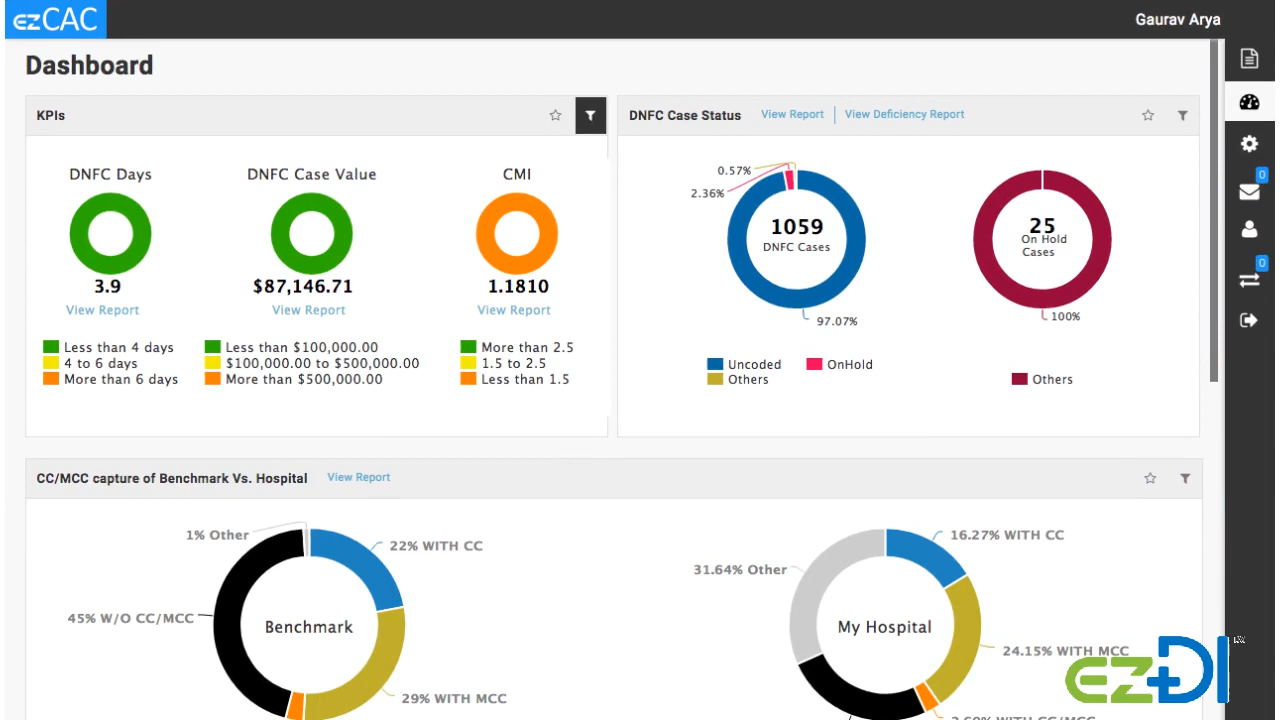 ezCAC
Gaurav Arya
Dashboard
KPIs
DNFC Days
DNFC Case Value
CMI
3.9
$87,146.71
1.1810
View Report
View Report
View Report
Less than 4 days
4 to 6 days
More than 6 days
Less than $100,000.00
$100,000.00 to $500,000.00
More than $500,000.00
More than 2.5
1.5 to 2.5
Less than 1.5
DNFC Case Status
View Report
View Deficiency Report
0.57%
2.36%
1059
DNFC Cases
97.07%
25
On Hold
Cases
100%
Uncoded
OnHold
Others
Others
0
0
CC/MCC capture of Benchmark Vs. Hospital
View Report
1% Other
22% WITH CC
45% W/O CC/MCC
Benchmark
29% WITH MCC
16.27% WITH CC
31.64% Other
My Hospital
24.15% WITH MCC
WITH CC/MCC
ezDI